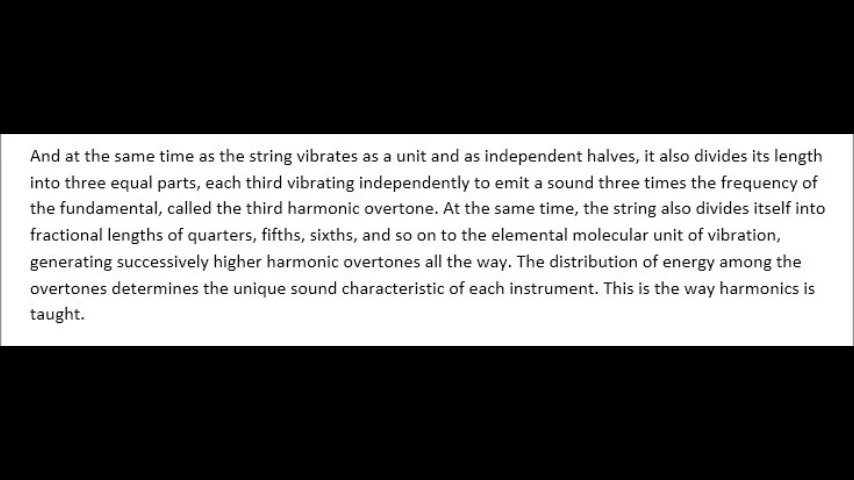 And at the same time as the string vibrates as a unit and as independent halves, it also divides its length
into three equal parts, each third vibrating independently to emit a sound three times the frequency of
the fundamental, called the third harmonic overtone. At the same time, the string also divides itself into
fractional lengths of quarters, fifths, sixths, and so on to the elemental molecular unit of vibration,
generating successively higher harmonic overtones all the way. The distribution of energy among the
overtones determines the unique sound characteristic of each instrument. This is the way harmonics is
taught.